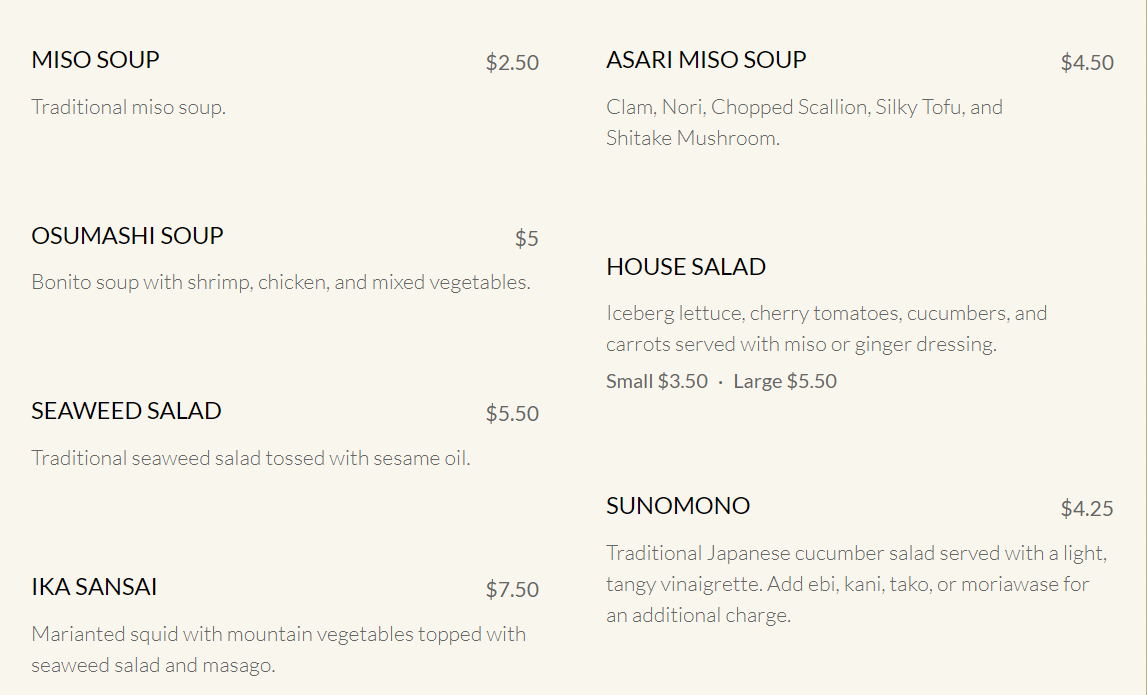 MISO SOUP $2.50
Traditional miso soup.
OSUMASHI SOUP $5
Bonito soup with shrimp, chicken, and mixed vegetables.
SEAWEED SALAD $5.50
Traditional seaweed salad tossed with sesame oil.
IKA SANSAI $7.50
Marianted squid with mountain vegetables topped with
seaweed salad and masago.
ASARI MISO SOUP $4.50
Clam, Nori, Chopped Scallion, Silky Tofu, and
Shitake Mushroom.
HOUSE SALAD
Iceberg lettuce, cherry tomatoes, cucumbers, and
carrots served with miso or ginger dressing.
Small $3.50 · Large $5.50
SUNOMONO $4.25
Traditional Japanese cucumber salad served with a light,
tangy vinaigrette. Add ebi, kani, tako, or moriawase for
an additional charge.